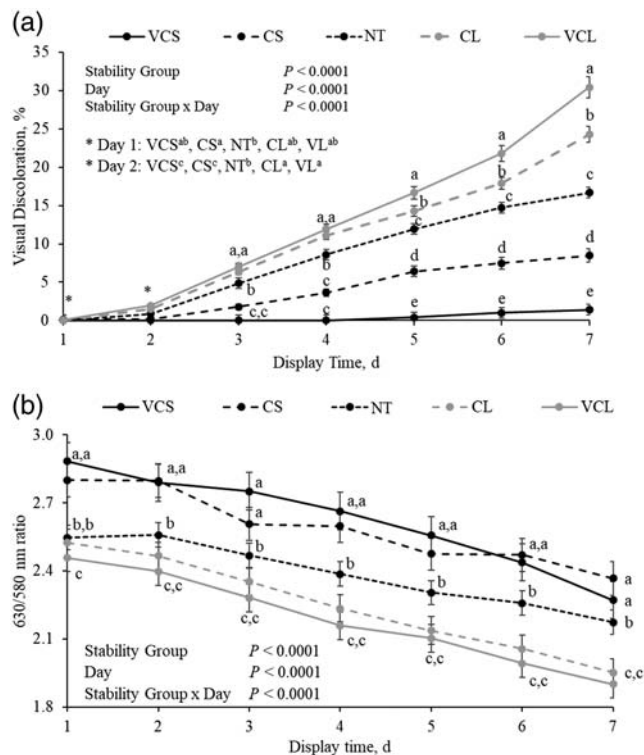 (a)
VCS CS NT CL VCL
35
30
25
20
15
10
5
0
Visual Discoloration, %
Stability Group P < 0.0001
Day P < 0.0001
Stability Group x Day P < 0.0001
* Day 1: VCSab, CSa, NTb, CLab, VLab
* Day 2: VCSc, CSc, NTb, CLa, VLa
* * a,a a,a a a a
b b b b
b c c c
c,c c d d d
c e e e
1 2 3 4 5 6 7
Display Time, d
(b)
VCS CS NT CL VCL
3.0
2.7
2.4
2.1
1.8
630/580 nm ratio
a,a a,a a a,a a,a a,a a
a a
b,b b b b b b b
c c,c c,c c,c c,c c,c c,c
Stability Group P < 0.0001
Day P < 0.0001
Stability Group x Day P < 0.0001
1 2 3 4 5 6 7
Display time, d